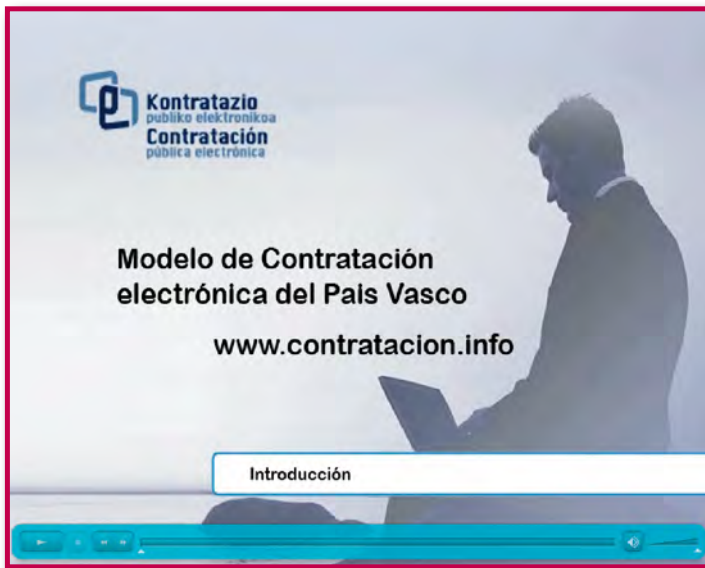 Kontratazio
publiko elektronikoa
Contratación
pública electrónica
Modelo de Contratación
electrónica del Pais Vasco
www.contratacion.info
Introducción